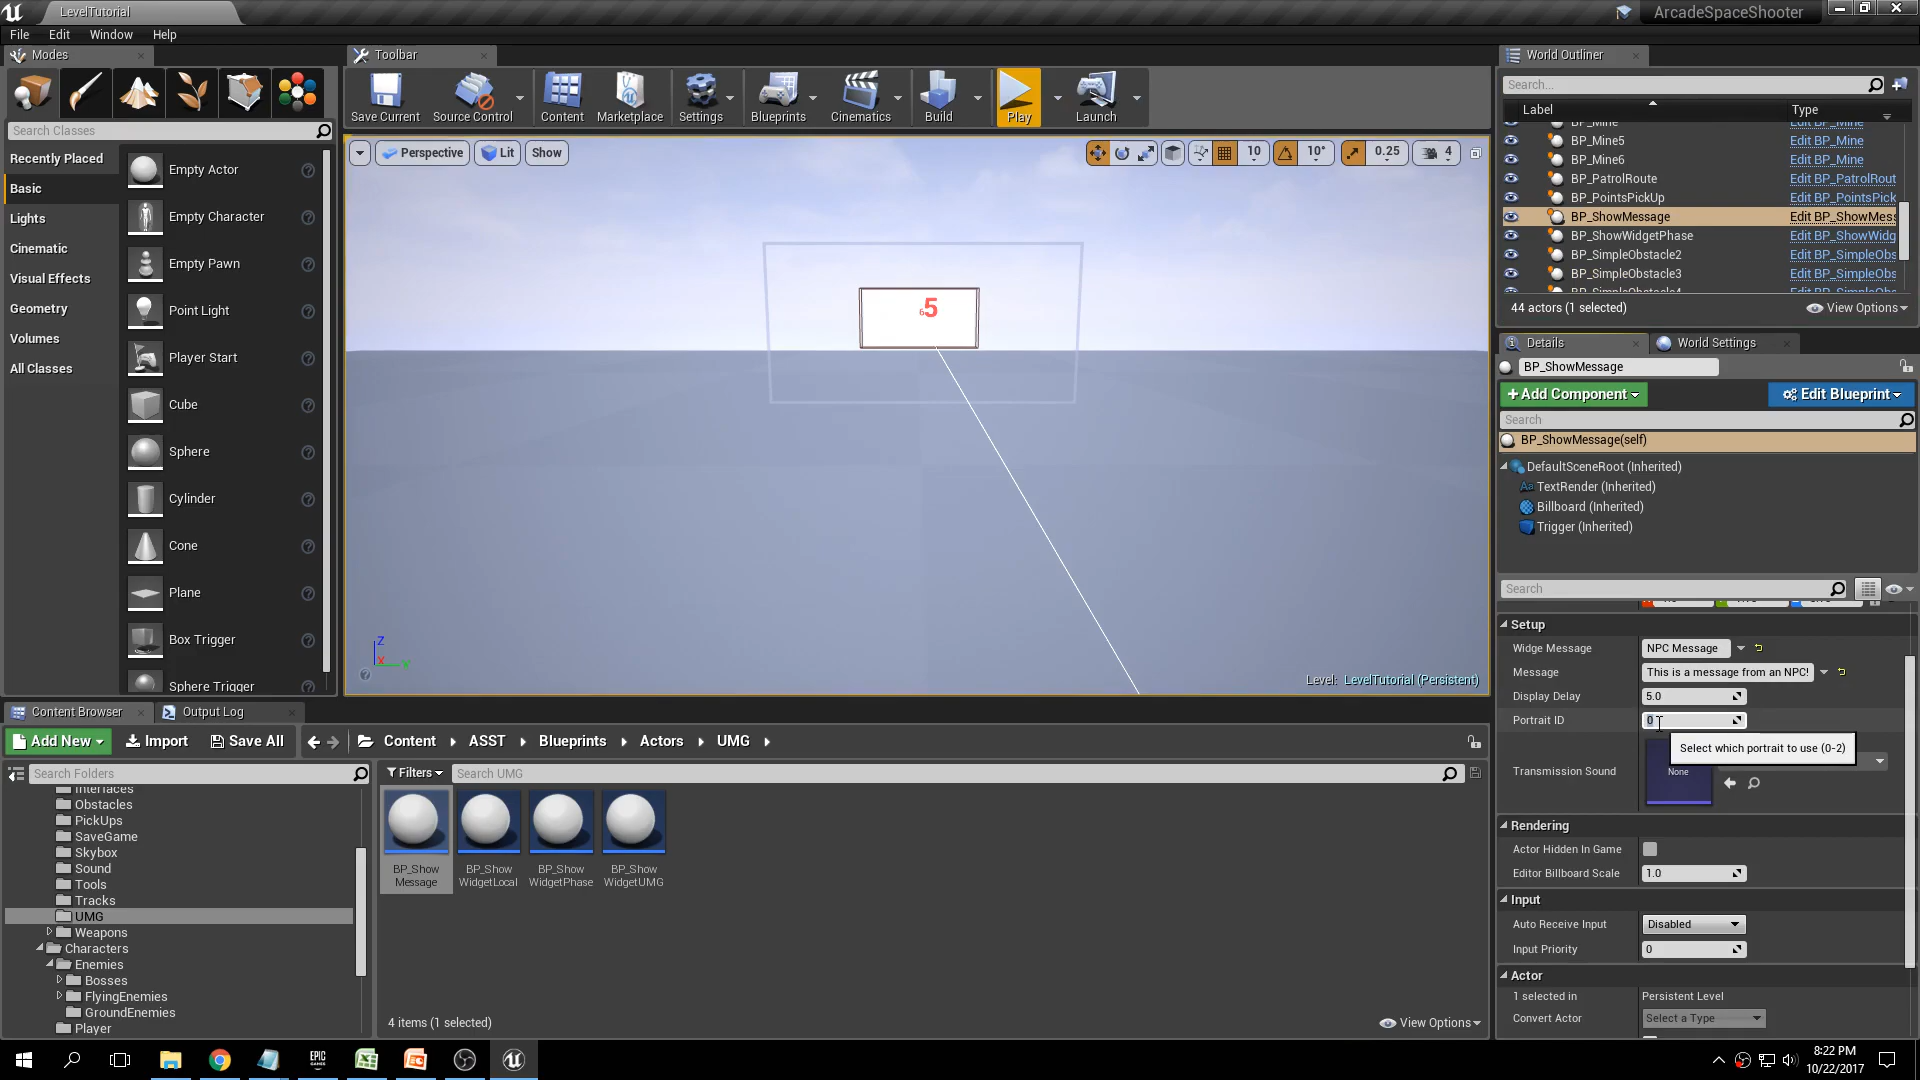 LevelTutorial
ArcadeSpaceShooter
File Edit Window Help
Modes
Toolbar
World Outliner
Save Current
Source Control
Content
Marketplace
Settings
Blueprints
Cinematics
Build
Play
Launch
Search Classes
Recently Placed
Basic
Lights
Cinematic
Visual Effects
Geometry
Volumes
All Classes
Empty Actor
Empty Character
Empty Pawn
Point Light
Player Start
Cube
Sphere
Cylinder
Cone
Plane
Box Trigger
Sphere Trigger
Perspective Lit Show
10 10° 0.25 4
6 5
Z
X Y
Level: LevelTutorial (Persistent)
Search...
Label Type
BP_Mine Edit BP_Mine
BP_Mine5 Edit BP_Mine
BP_Mine6 Edit BP_Mine
BP_PatrolRoute Edit BP_PatrolRout
BP_PointsPickUp Edit BP_PointsPick
BP_ShowMessage Edit BP_ShowMess
BP_ShowWidgetPhase Edit BP_ShowWidg
BP_SimpleObstacle2 Edit BP_SimpleObs
BP_SimpleObstacle3 Edit BP_SimpleObs
BP_SimpleObstacle4 Edit BP_SimpleObs
44 actors (1 selected) View Options
Details World Settings
BP_ShowMessage
+Add Component Edit Blueprint
Search
BP_ShowMessage(self)
DefaultSceneRoot (Inherited)
TextRender (Inherited)
Billboard (Inherited)
Trigger (Inherited)
Search
Setup
Widge Message NPC Message
Message This is a message from an NPC!
Display Delay 5.0
Portrait ID 0
Select which portrait to use (0-2)
Transmission Sound None
Rendering
Actor Hidden In Game
Editor Billboard Scale 1.0
Input
Auto Receive Input Disabled
Input Priority 0
Actor
1 selected in Persistent Level
Convert Actor Select a Type
Content Browser Output Log
Add New Import Save All Content ASST Blueprints Actors UMG
Search Folders
Filters Search UMG
Interfaces
Obstacles
PickUps
SaveGame
Skybox
Sound
Tools
Tracks
UMG
Weapons
Characters
Enemies
Bosses
FlyingEnemies
GroundEnemies
Player
BP_Show Message
BP_Show WidgetLocal
BP_Show WidgetPhase
BP_Show WidgetUMG
4 items (1 selected) View Options
EPIC GAMES
8:22 PM
10/22/2017